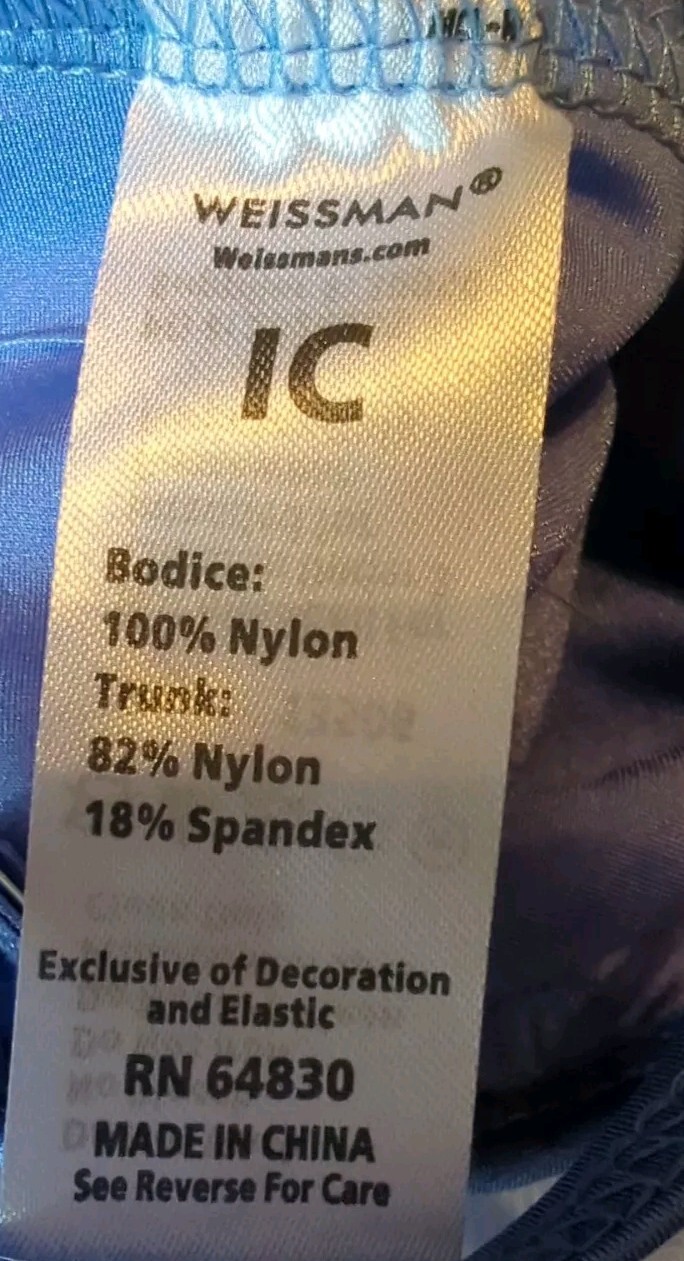 WEISSMAN®
Weissmans.com
IC
Bodice:
100% Nylon
Trunk:
82% Nylon
18% Spandex
Exclusive of Decoration
and Elastic
RN 64830
MADE IN CHINA
See Reverse For Care